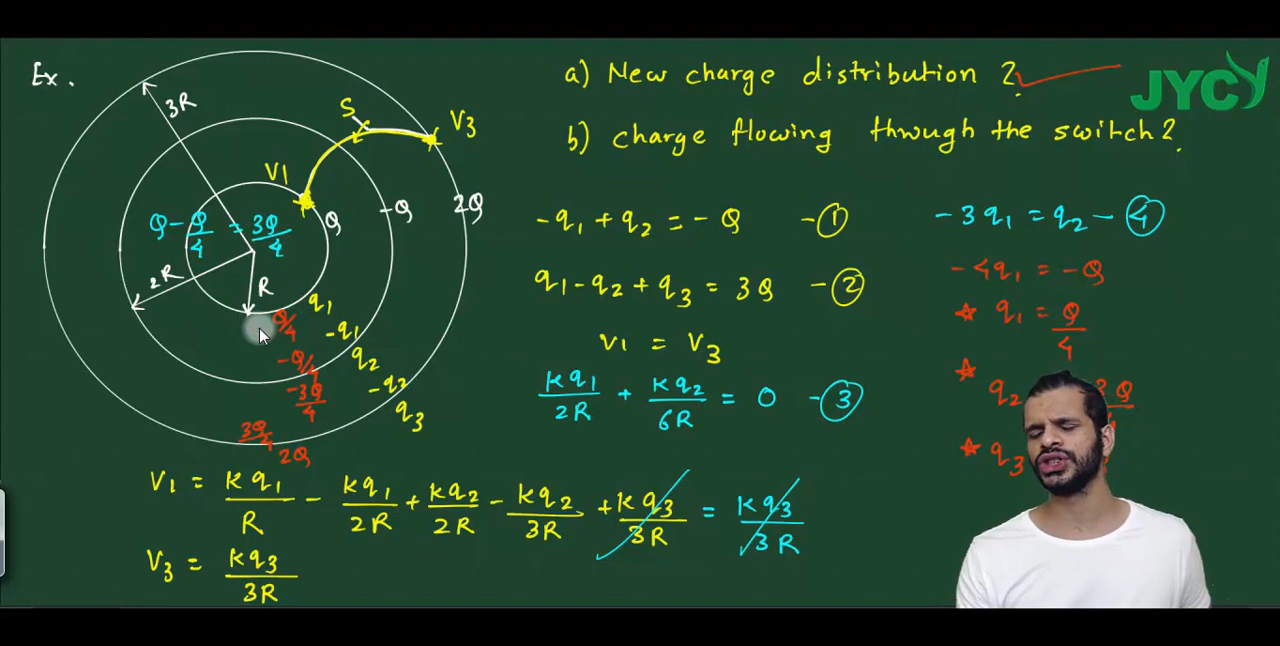 Ex.
a) New charge distribution ?
JYCY
b) charge flowing through the switch ?
3R
S
V3
V1
Q - Q/4 = 3Q/4
Q
-Q
2Q
2R
R
q1
-q1
q2
-q2
q3
Q/4
-Q/4
-3Q/4
3Q/4
2Q
-q1 + q2 = -Q -①
q1 - q2 + q3 = 3Q -②
V1 = V3
kq1/2R + kq2/6R = 0 -③
-3q1 = q2 -④
-4q1 = -Q
☆ q1 = Q/4
☆ q2
3Q
☆ q3
V1 = kq1/R - kq1/2R + kq2/2R - kq2/3R + kq3/3R = kq3/3R
V3 = kq3/3R